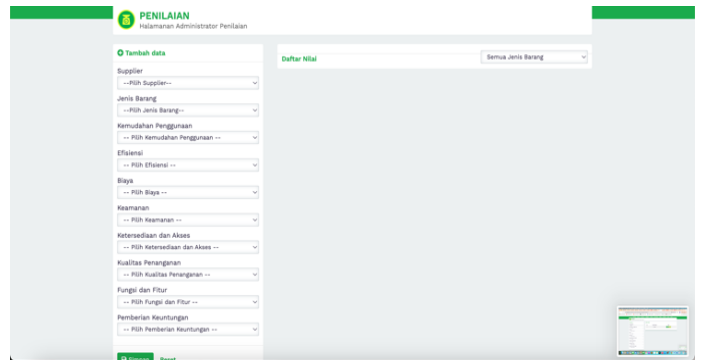 PENILAIAN
Halamanan Administrator Penilaian
Tambah data
Daftar Nilai
Semua Jenis Barang
Supplier
--Pilih Supplier--
Jenis Barang
--Pilih Jenis Barang--
Kemudahan Penggunaan
-- Pilih Kemudahan Penggunaan --
Efisiensi
-- Pilih Efisiensi --
Biaya
-- Pilih Biaya --
Keamanan
-- Pilih Keamanan --
Ketersediaan dan Akses
-- Pilih Ketersediaan dan Akses --
Kualitas Penanganan
-- Pilih Kualitas Penanganan --
Fungsi dan Fitur
-- Pilih Fungsi dan Fitur --
Pemberian Keuntungan
-- Pilih Pemberian Keuntungan --